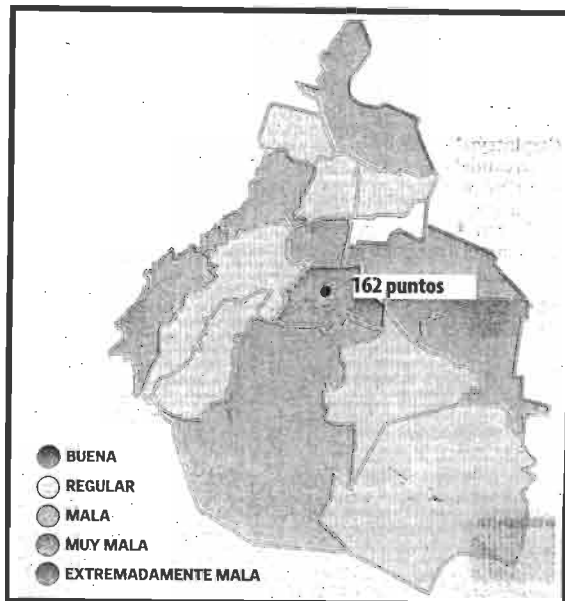 162 puntos
BUENA
REGULAR
MALA
MUY MALA
EXTREMADAMENTE MALA